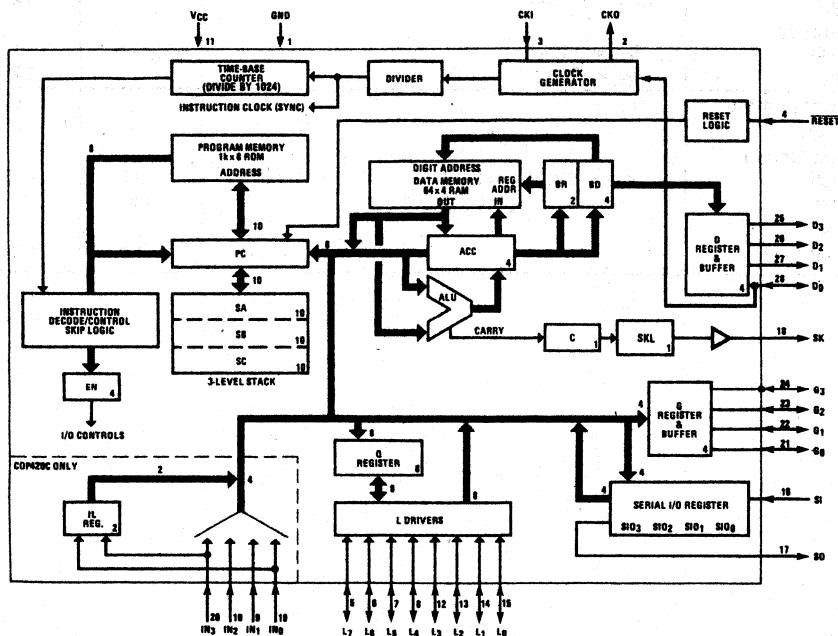 VCC
GND
CKI
CKO
11
1
3
2
TIME-BASE
COUNTER
(DIVIDE BY 1024)
DIVIDER
CLOCK
GENERATOR
INSTRUCTION CLOCK (SYNC)
RESET
LOGIC
4
RESET
8
PROGRAM MEMORY
1k x 8 ROM
ADDRESS
DIGIT ADDRESS
DATA MEMORY
64 x 4 RAM
OUT
REG
ADDR
IN
BR
2
BD
4
10
PC
8
ACC
4
D
REGISTER
&
BUFFER
4
25
D3
26
D2
27
D1
28
D0
10
INSTRUCTION
DECODE/CONTROL
SKIP LOGIC
SA
10
SB
10
SC
10
3-LEVEL STACK
ALU
CARRY
C
1
SKL
1
18
SK
EN
4
I/O CONTROLS
4
G
REGISTER
&
BUFFER
4
24
G3
23
G2
22
G1
21
G0
COP420C ONLY
2
4
8
Q
REGISTER
8
8
8
L DRIVERS
4
4
SERIAL I/O REGISTER
SIO3
SIO2
SIO1
SIO0
16
SI
17
SO
IL
REG.
2
20
10
9
19
IN3
IN2
IN1
IN0
5
6
7
8
12
13
14
15
L7
L6
L5
L4
L3
L2
L1
L0